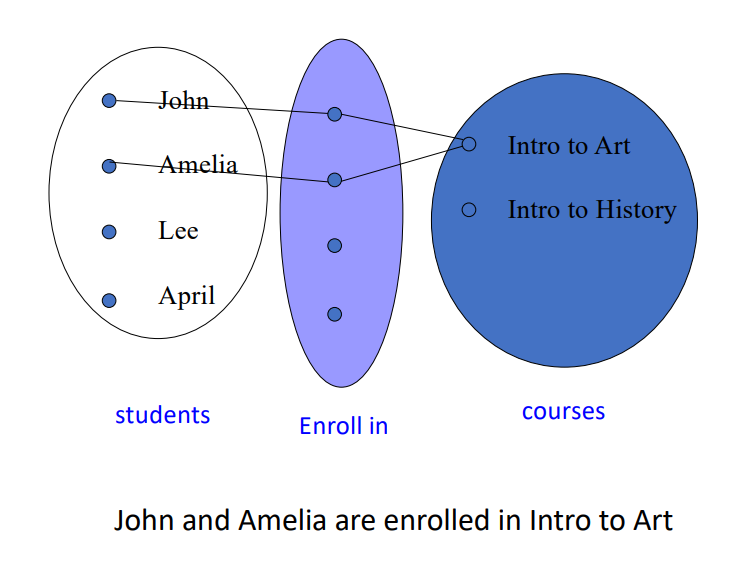 John
Amelia
Lee
April
Intro to Art
Intro to History
students
Enroll in
courses
John and Amelia are enrolled in Intro to Art